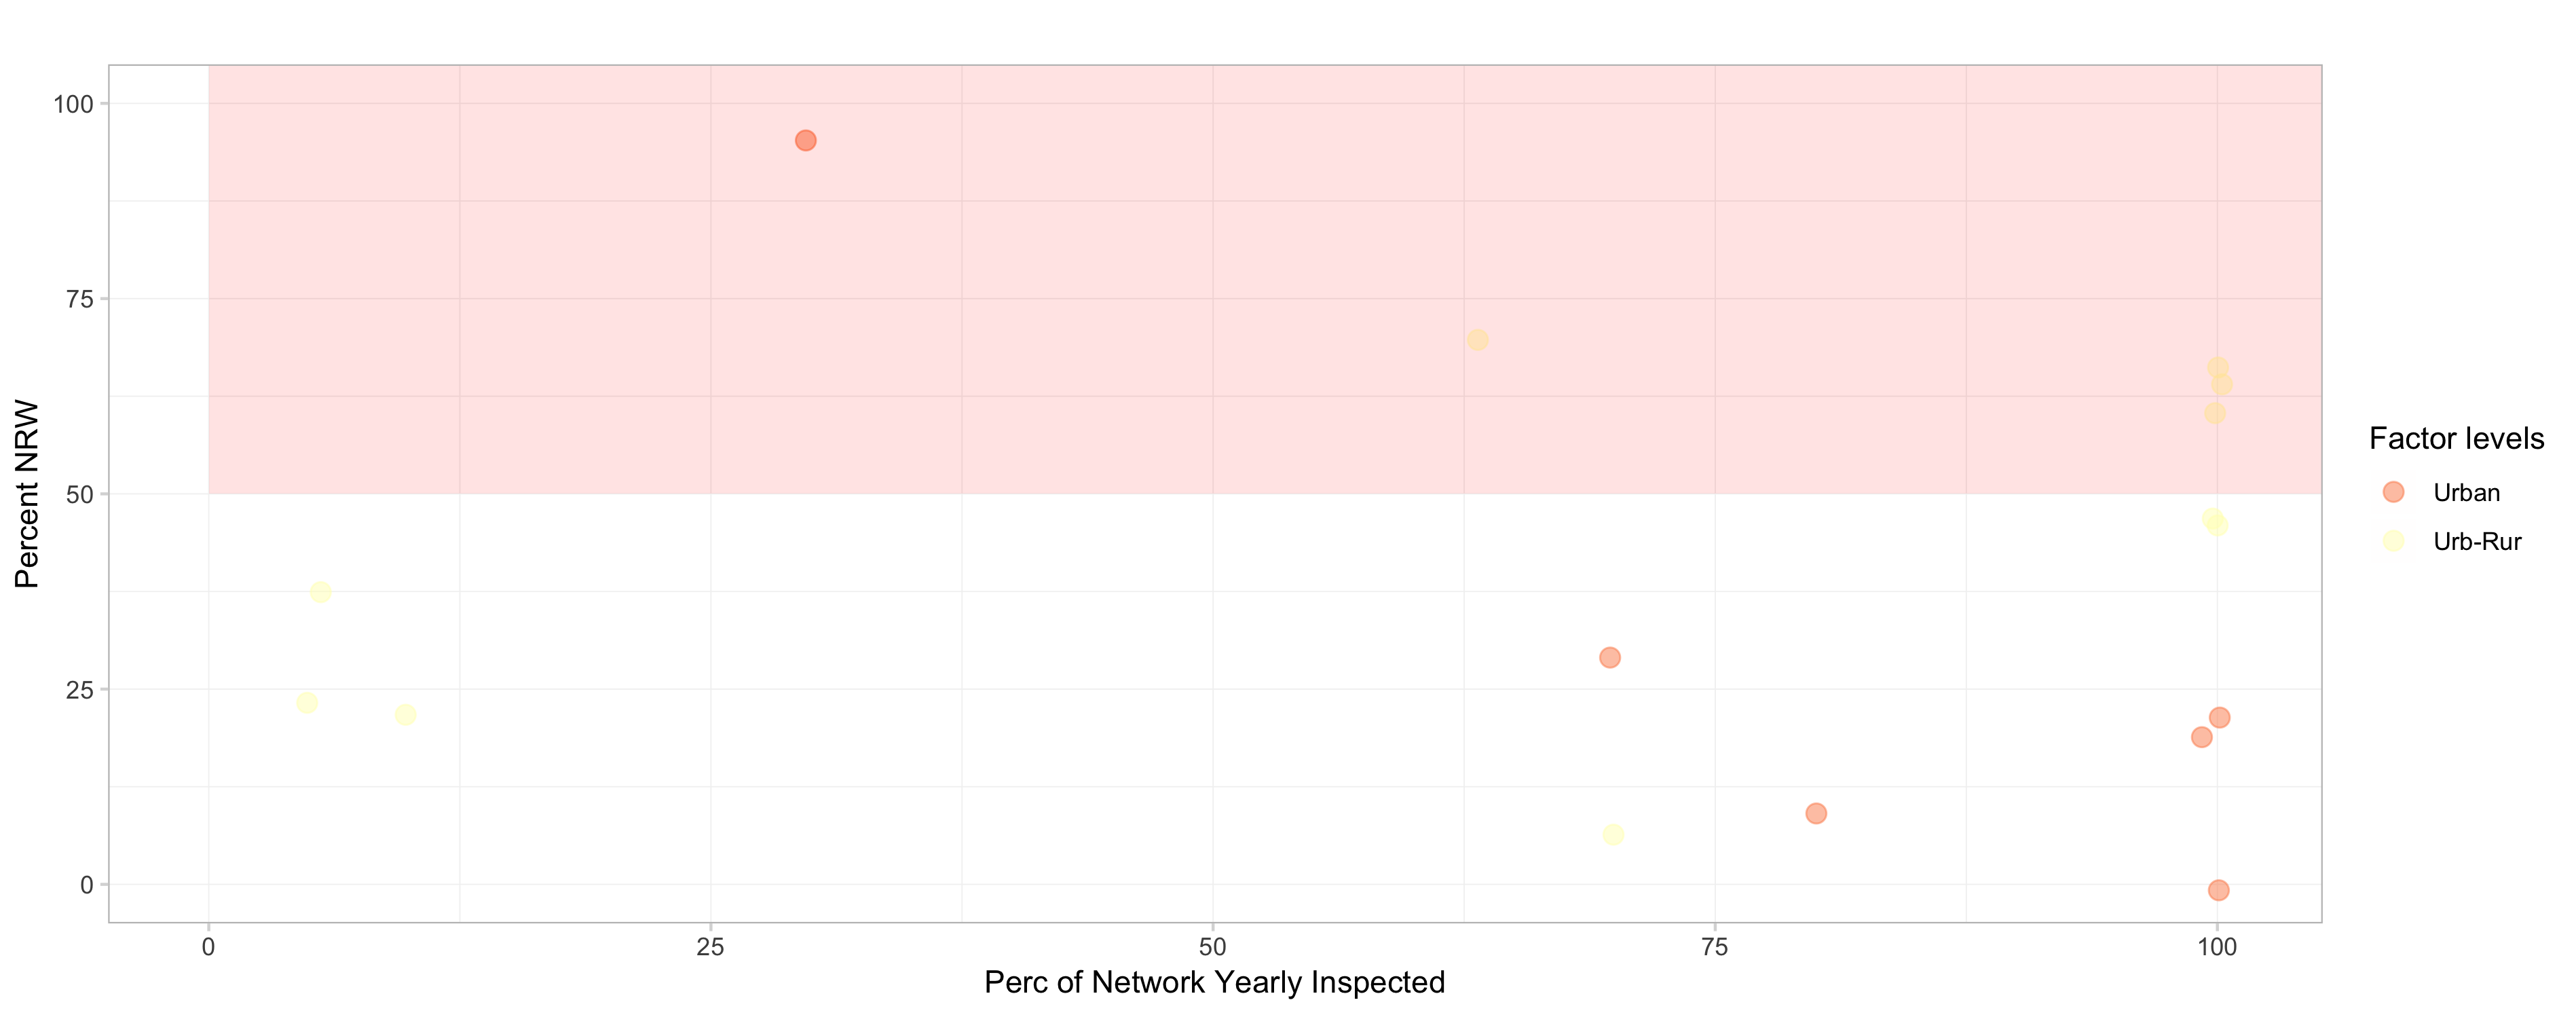 100
75
50
25
0
Percent NRW
0
25
50
75
100
Perc of Network Yearly Inspected
Factor levels
Urban
Urb-Rur